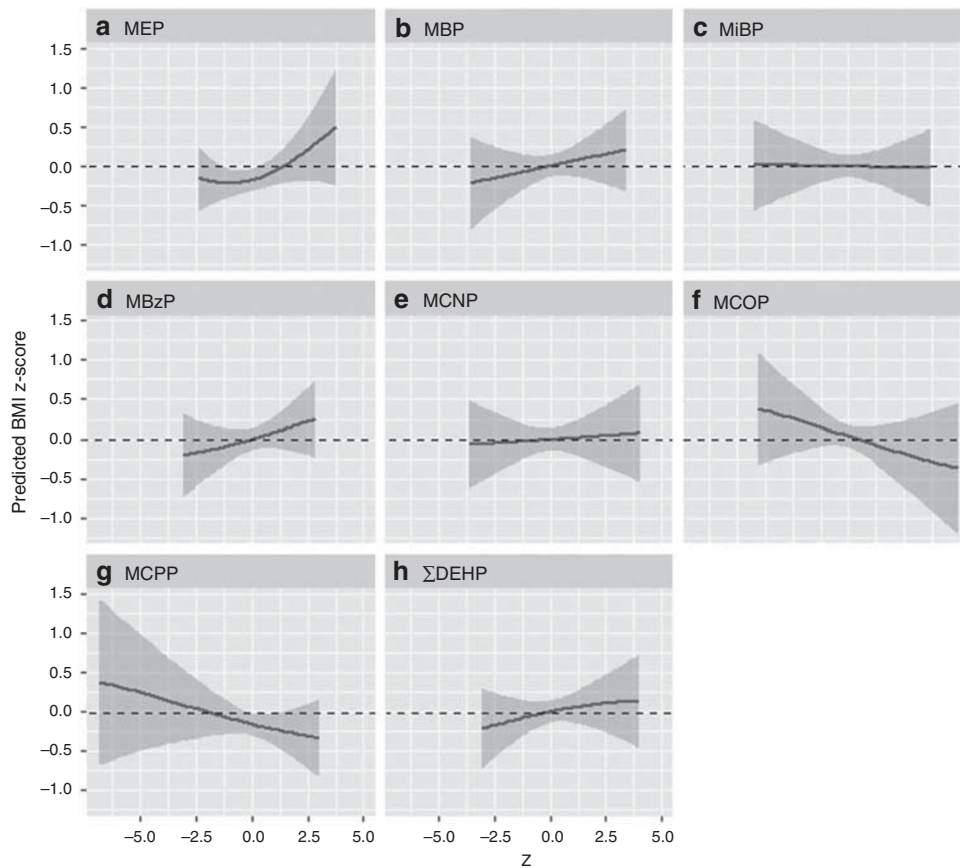 a MEP
b MBP
c MiBP
1.5
1.0
0.5
0.0
–0.5
–1.0
d MBzP
e MCNP
f MCOP
1.5
1.0
0.5
0.0
–0.5
–1.0
Predicted BMI z-score
g MCPP
h ΣDEHP
1.5
1.0
0.5
0.0
–0.5
–1.0
–5.0 –2.5 0.0 2.5 5.0 –5.0 –2.5 0.0 2.5 5.0
Z